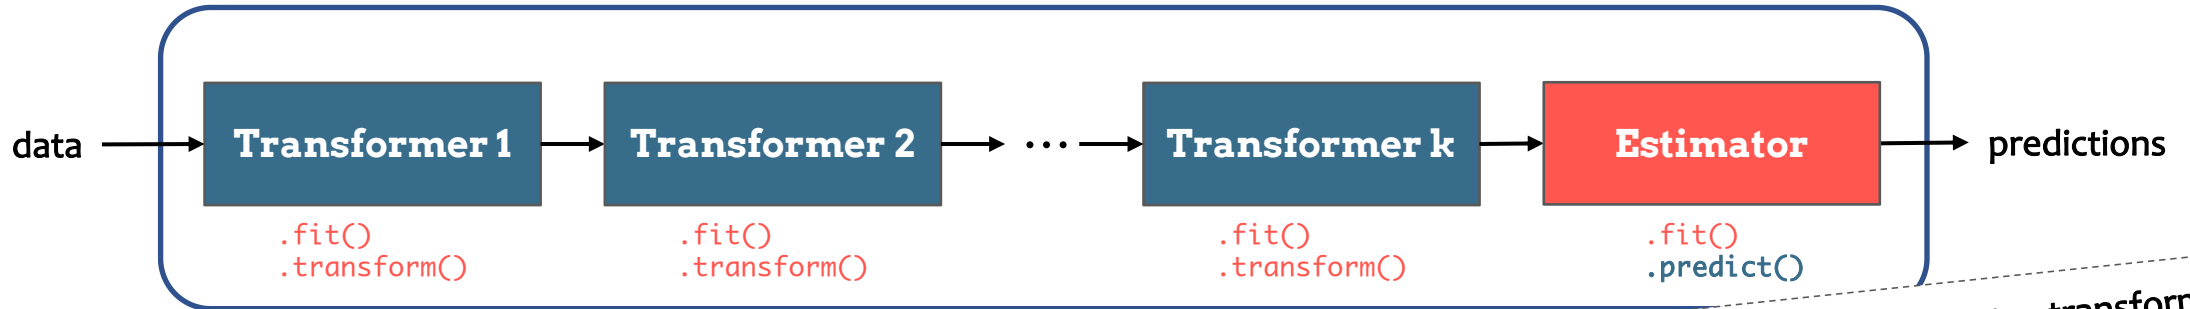 data
Transformer 1
Transformer 2
...
Transformer k
Estimator
predictions
.fit()
.transform()
.fit()
.transform()
.fit()
.transform()
.fit()
.predict()